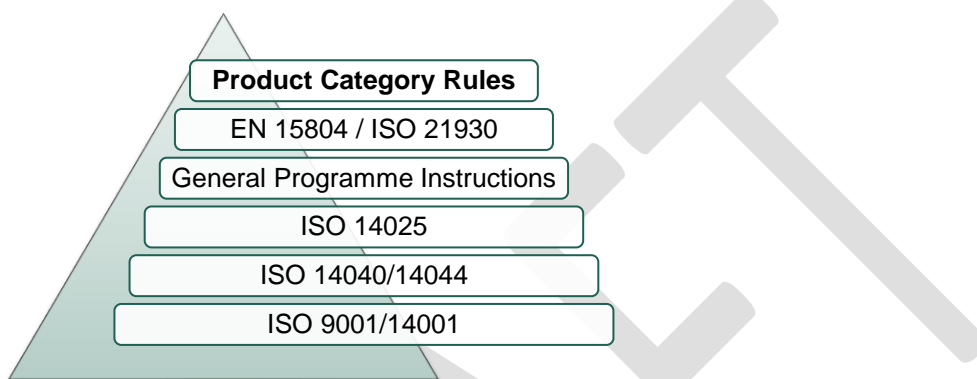 Product Category Rules
EN 15804 / ISO 21930
General Programme Instructions
ISO 14025
ISO 14040/14044
ISO 9001/14001